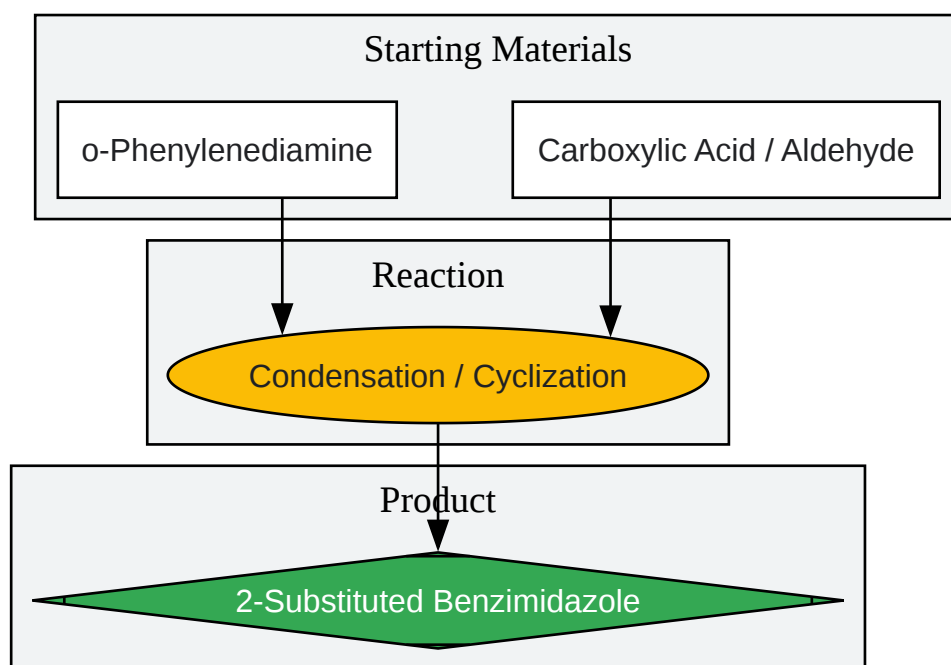 Starting Materials
o-Phenylenediamine
Carboxylic Acid / Aldehyde
Reaction
Condensation / Cyclization
Product
2-Substituted Benzimidazole